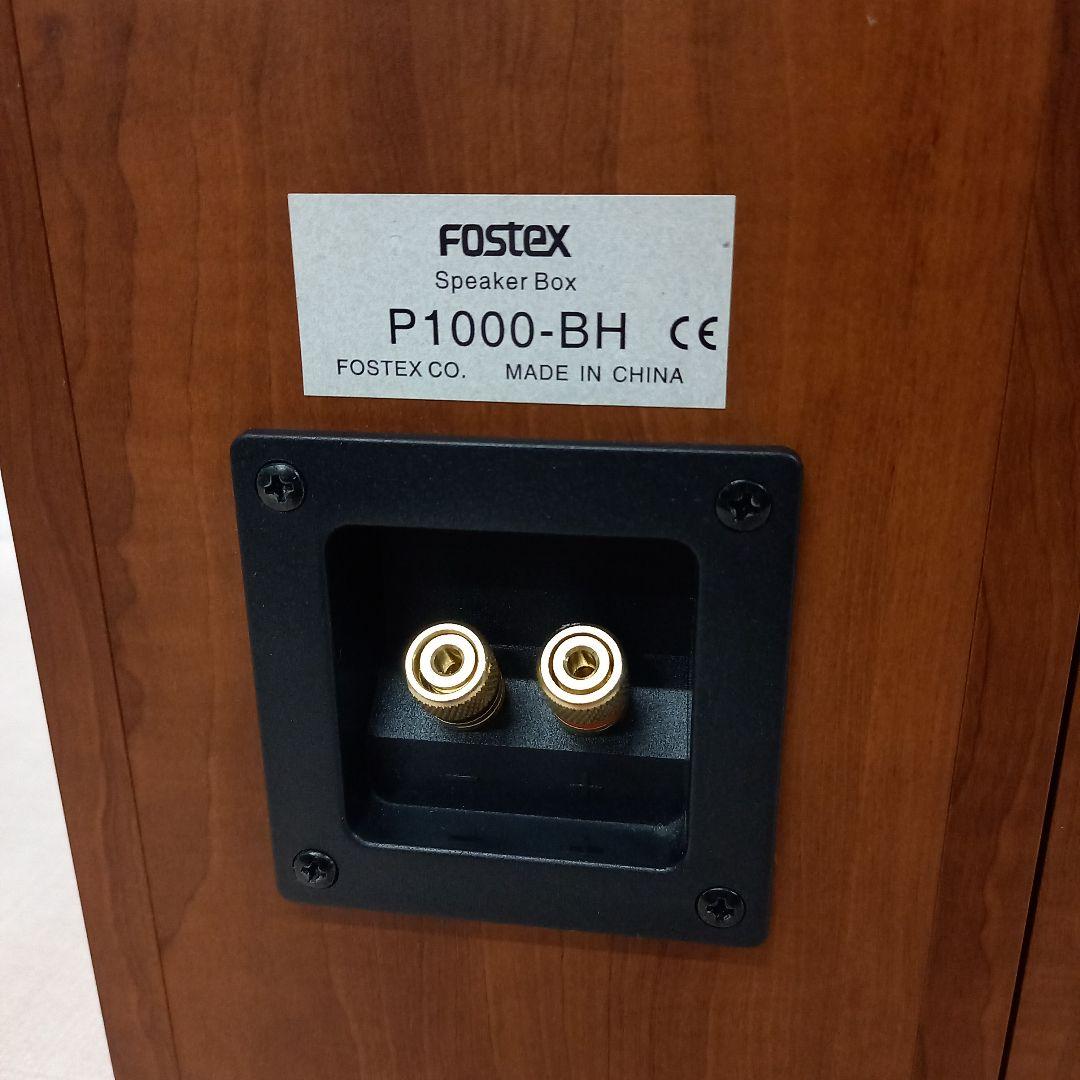 Fostex
Speaker Box
P1000-BH CE
FOSTEX CO. MADE IN CHINA
- +